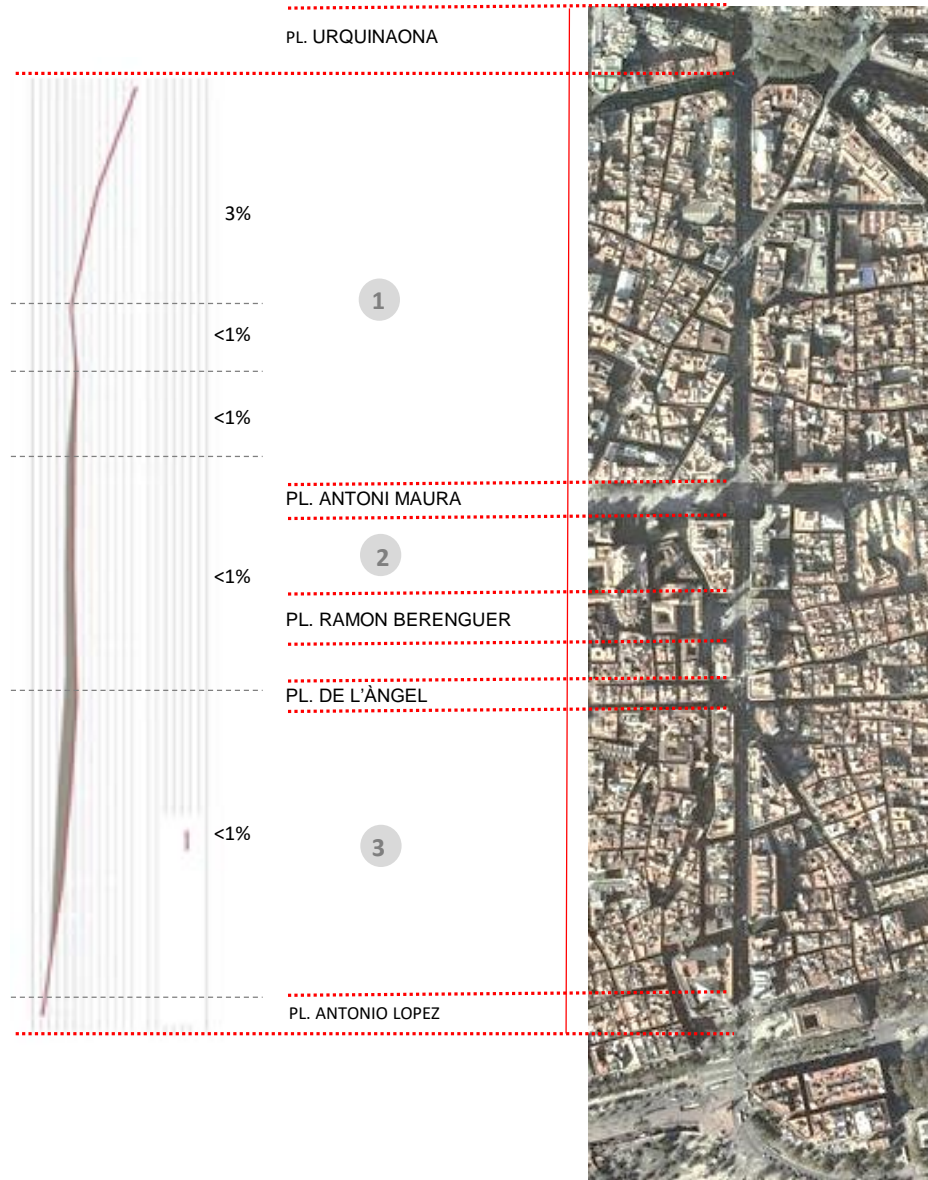 PL. URQUINAONA
3%
1
<1%
<1%
PL. ANTONI MAURA
2
<1%
PL. RAMON BERENGUER
PL. DE L'ÀNGEL
<1%
3
PL. ANTONIO LOPEZ